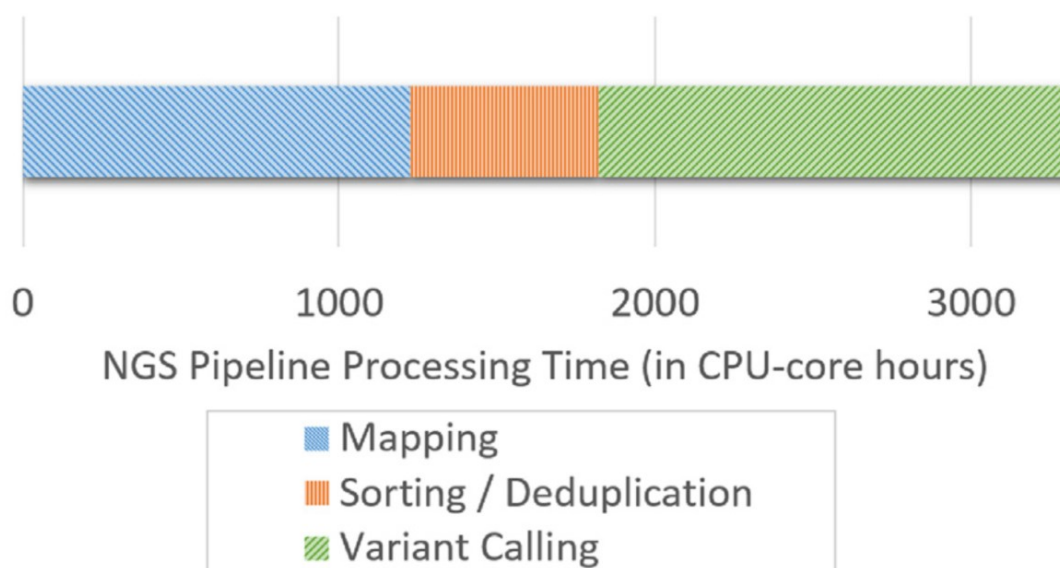 0 1000 2000 3000
NGS Pipeline Processing Time (in CPU-core hours)
Mapping
Sorting / Deduplication
Variant Calling